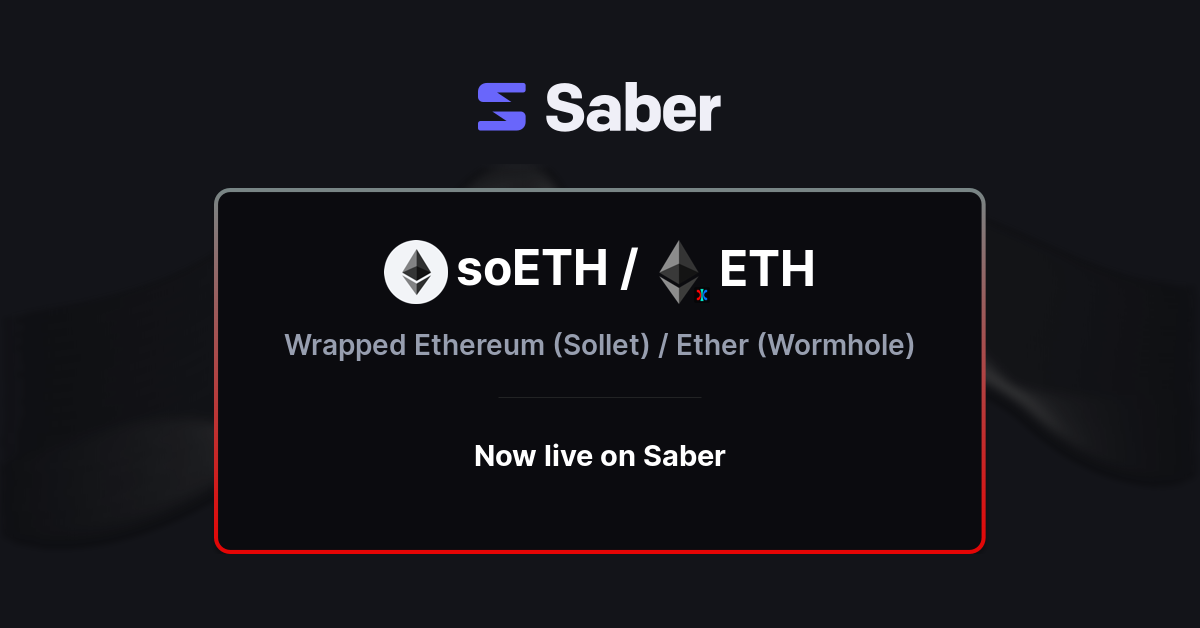 Saber
soETH / ETH
Wrapped Ethereum (Sollet) / Ether (Wormhole)
Now live on Saber